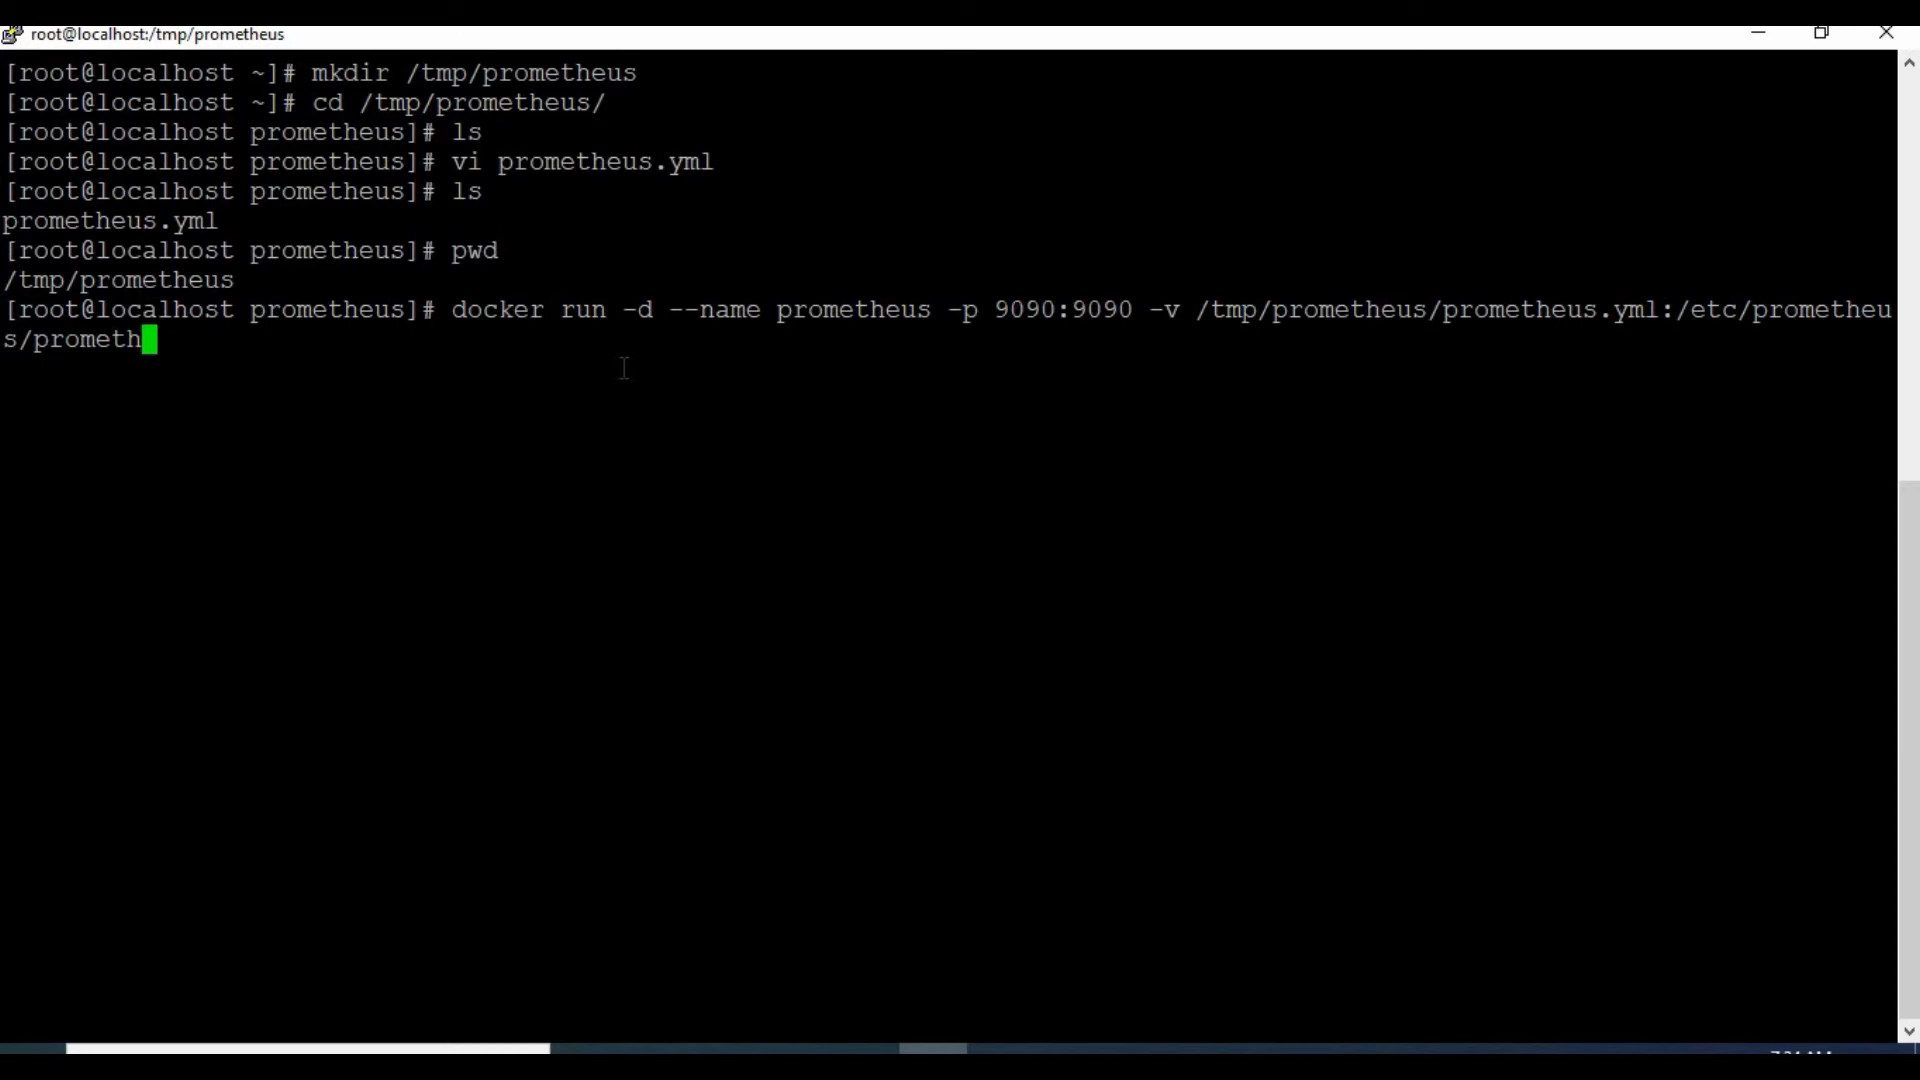 root@localhost:/tmp/prometheus
[root@localhost ~]# mkdir /tmp/prometheus
[root@localhost ~]# cd /tmp/prometheus/
[root@localhost prometheus]# ls
[root@localhost prometheus]# vi prometheus.yml
[root@localhost prometheus]# ls
prometheus.yml
[root@localhost prometheus]# pwd
/tmp/prometheus
[root@localhost prometheus]# docker run -d --name prometheus -p 9090:9090 -v /tmp/prometheus/prometheus.yml:/etc/prometheu
s/prometh